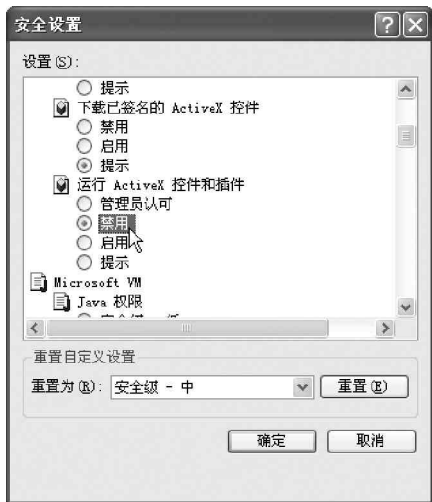 安全设置
设置(S):
提示
下载已签名的 ActiveX 控件
禁用
启用
提示
运行 ActiveX 控件和插件
管理员认可
禁用
启用
提示
Microsoft VM
Java 权限
重置自定义设置
重置为(R): 安全级 - 中 重置(E)
确定 取消